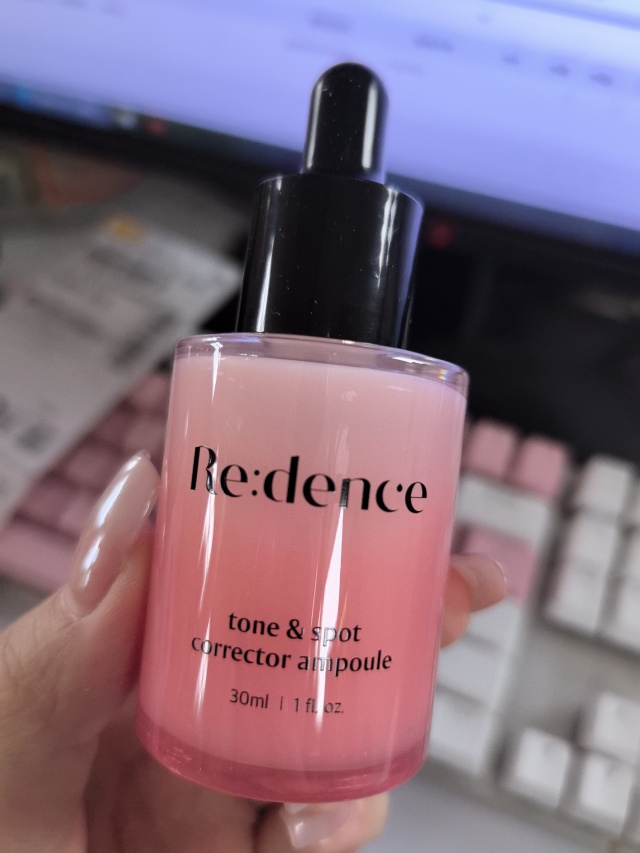 Re:dence
tone & spot
corrector ampoule
30ml | 1 fl. oz.